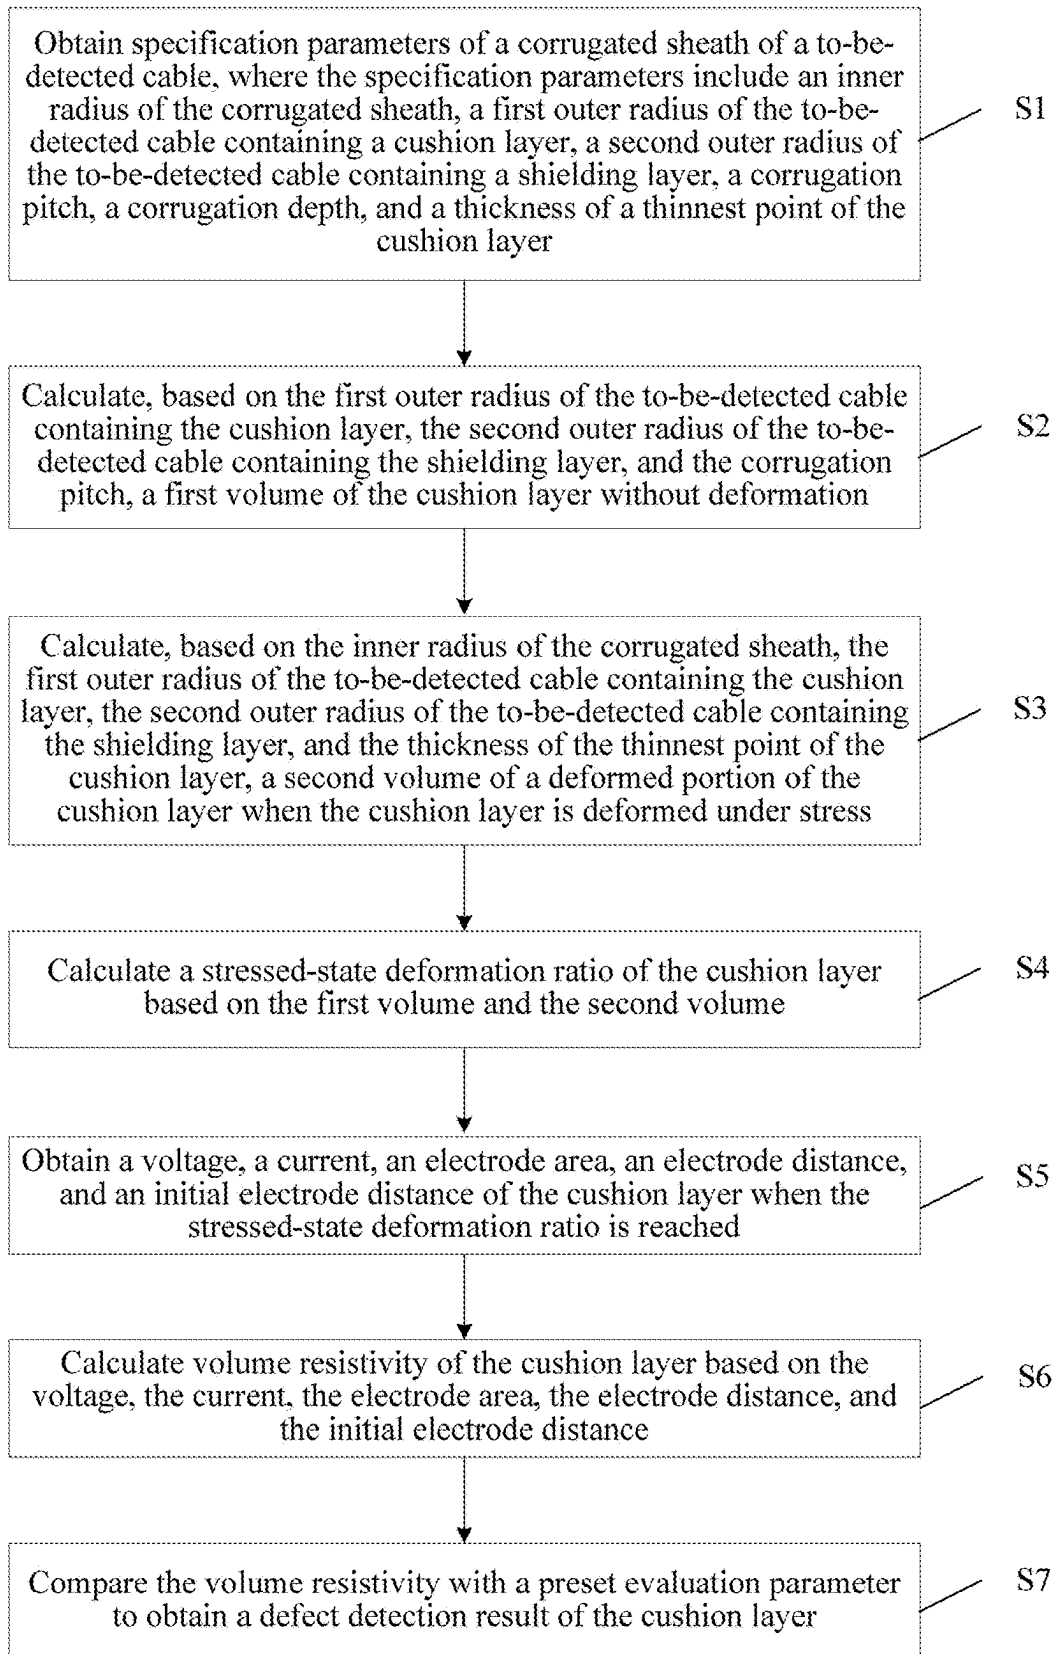 Obtain specification parameters of a corrugated sheath of a to-be-
detected cable, where the specification parameters include an inner
radius of the corrugated sheath, a first outer radius of the to-be-
detected cable containing a cushion layer, a second outer radius of
the to-be-detected cable containing a shielding layer, a corrugation
pitch, a corrugation depth, and a thickness of a thinnest point of the
cushion layer
S1
Calculate, based on the first outer radius of the to-be-detected cable
containing the cushion layer, the second outer radius of the to-be-
detected cable containing the shielding layer, and the corrugation
pitch, a first volume of the cushion layer without deformation
S2
Calculate, based on the inner radius of the corrugated sheath, the
first outer radius of the to-be-detected cable containing the cushion
layer, the second outer radius of the to-be-detected cable containing
the shielding layer, and the thickness of the thinnest point of the
cushion layer, a second volume of a deformed portion of the
cushion layer when the cushion layer is deformed under stress
S3
Calculate a stressed-state deformation ratio of the cushion layer
based on the first volume and the second volume
S4
Obtain a voltage, a current, an electrode area, an electrode distance,
and an initial electrode distance of the cushion layer when the
stressed-state deformation ratio is reached
S5
Calculate volume resistivity of the cushion layer based on the
voltage, the current, the electrode area, the electrode distance, and
the initial electrode distance
S6
Compare the volume resistivity with a preset evaluation parameter
to obtain a defect detection result of the cushion layer
S7